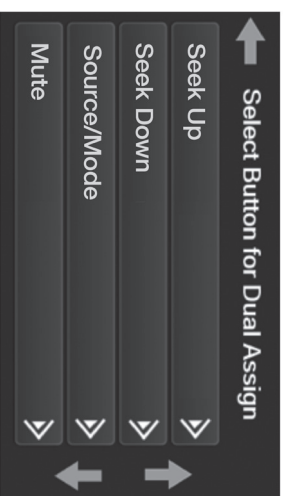 Select Button for Dual Assign
Seek Up
Seek Down
Source/Mode
Mute